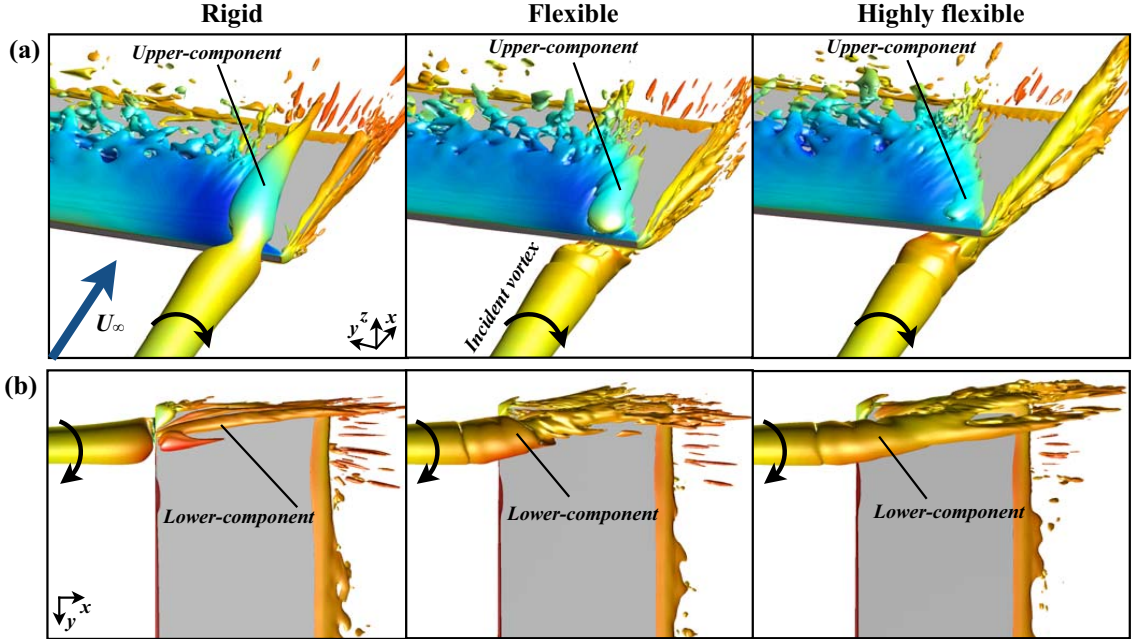 Rigid
Flexible
Highly flexible
(a)
Upper-component
Upper-component
Upper-component
U∞
y z x
Incident vortex
(b)
Lower-component
Lower-component
Lower-component
x
y